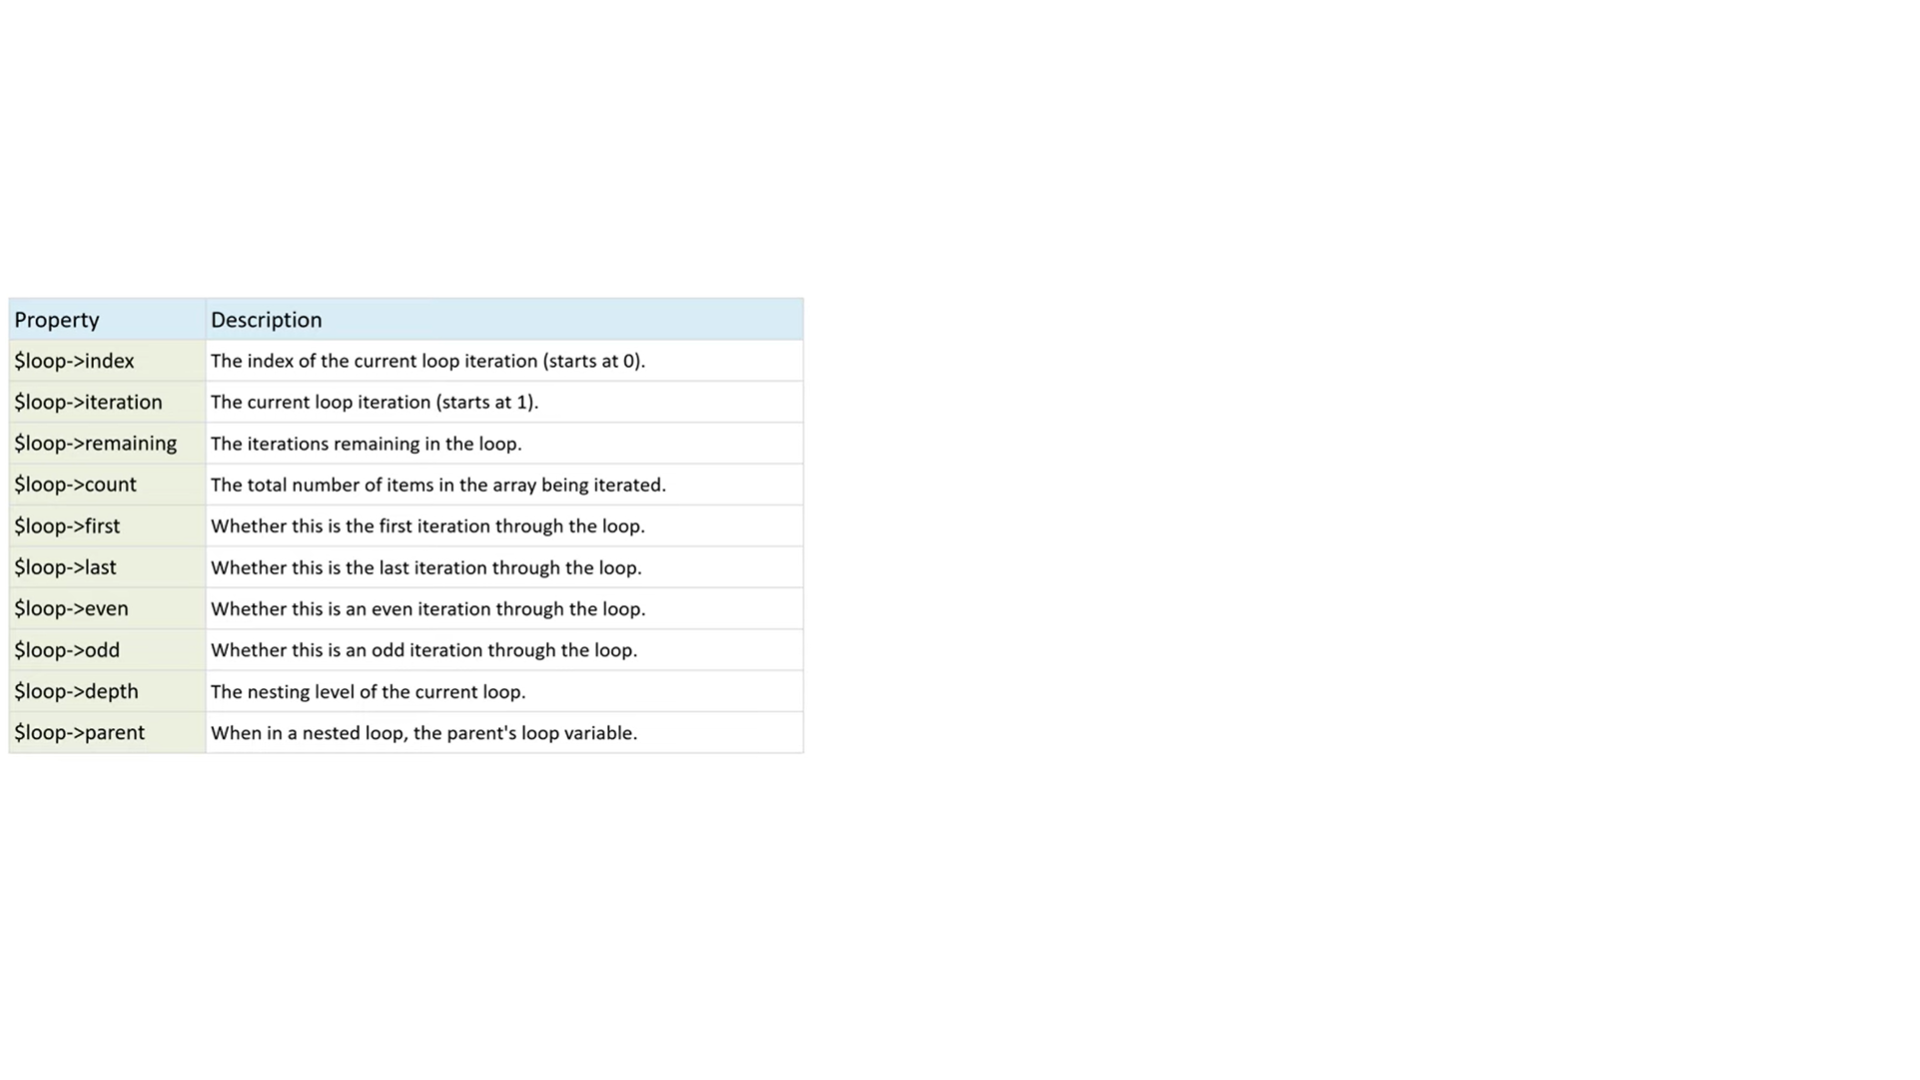 Property Description
$loop->index The index of the current loop iteration (starts at 0).
$loop->iteration The current loop iteration (starts at 1).
$loop->remaining The iterations remaining in the loop.
$loop->count The total number of items in the array being iterated.
$loop->first Whether this is the first iteration through the loop.
$loop->last Whether this is the last iteration through the loop.
$loop->even Whether this is an even iteration through the loop.
$loop->odd Whether this is an odd iteration through the loop.
$loop->depth The nesting level of the current loop.
$loop->parent When in a nested loop, the parent's loop variable.